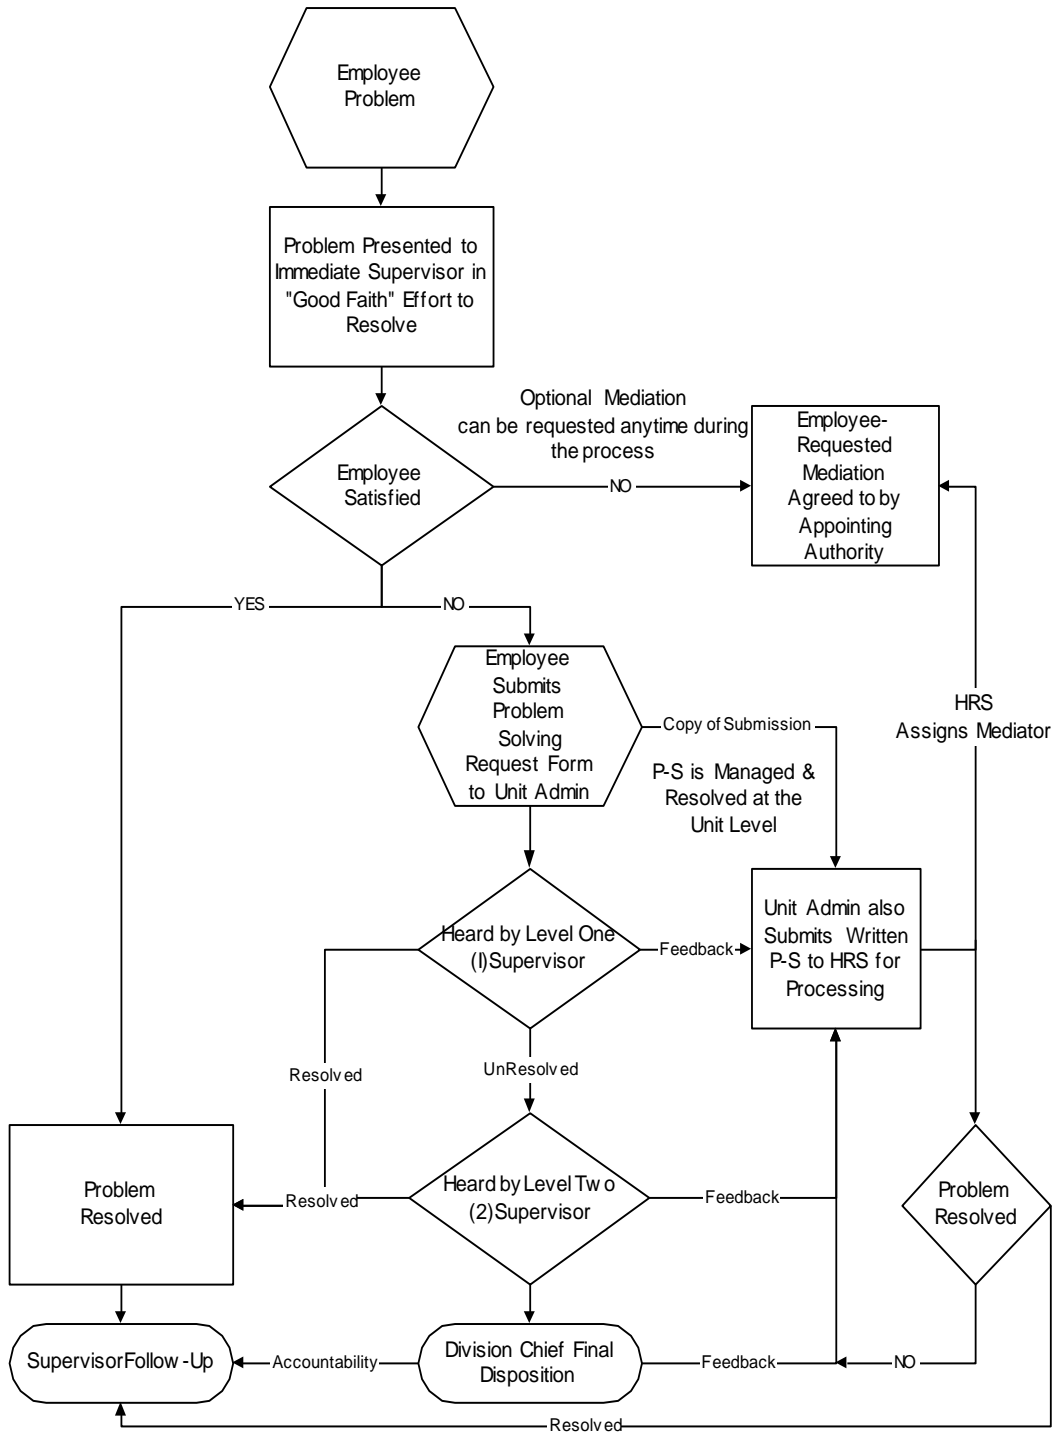 Employee
Problem
Problem Presented to
Immediate Supervisor in
"Good Faith" Effort to
Resolve
Optional Mediation
can be requested anytime during
the process
Employee
Satisfied
NO
Employee-
Requested
Mediation
Agreed to by
Appointing
Authority
YES
NO
Employee
Submits
Problem
Solving
Request Form
to Unit Admin
Copy of Submission
P-S is Managed &
Resolved at the
Unit Level
HRS
Assigns Mediator
Heard by Level One
(I)Supervisor
Feedback
Unit Admin also
Submits Written
P-S to HRS for
Processing
Resolved
UnResolved
Problem
Resolved
Resolved
Heard by Level Two
(2)Supervisor
Feedback
Problem
Resolved
SupervisorFollow-Up
Accountability
Division Chief Final
Disposition
Feedback
NO
Resolved